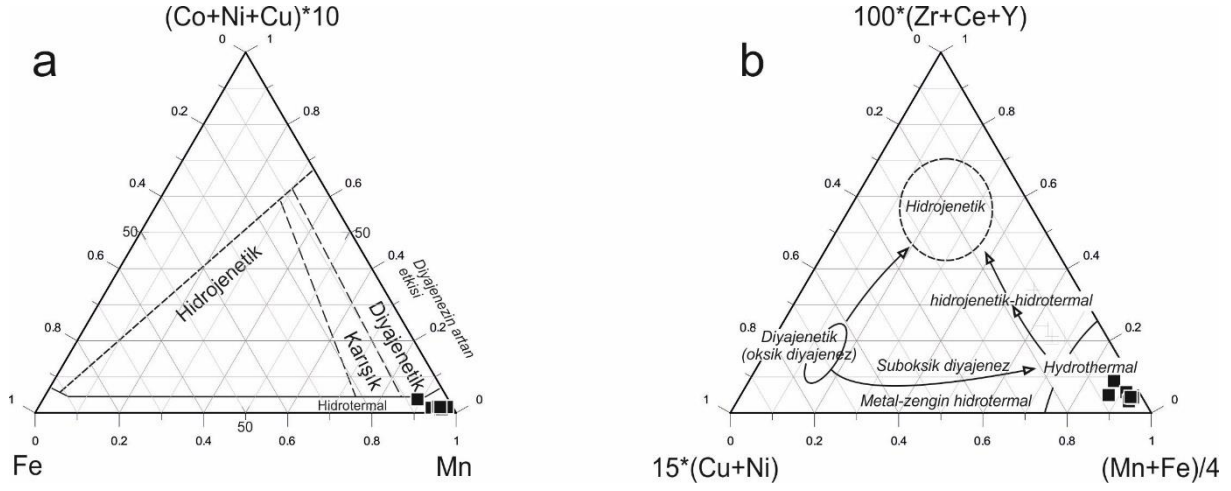 (Co+Ni+Cu)*10
a
0
1
0.2
0.8
0.4
0.6
50
50
0.6
0.4
0.8
0.2
1
0
0
0.2
50
0.4
0.6
0.8
1
Fe
Mn
Hidrojenetik
Karışık
Diyajenetik
Diyajenezin artan
etkisi
Hidrotermal
100*(Zr+Ce+Y)
b
0
1
0.2
0.8
0.4
0.6
0.6
0.4
0.8
0.2
1
0
0
0.2
0.4
0.6
0.8
1
15*(Cu+Ni)
(Mn+Fe)/4
Hidrojenetik
hidrojenetik-hidrotermal
Diyajenetik
(oksik diyajenez)
Suboksik diyajenez
Hydrothermal
Metal-zengin hidrotermal